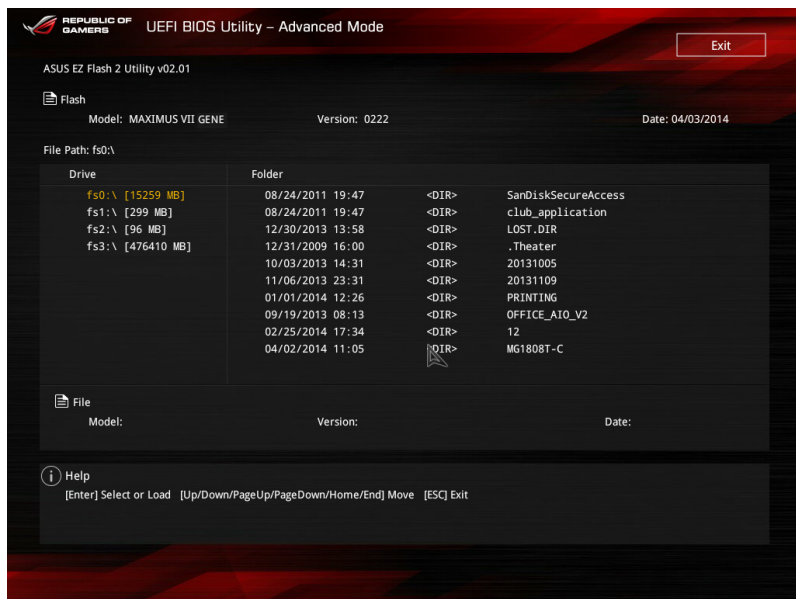 REPUBLIC OF
GAMERS
UEFI BIOS Utility – Advanced Mode
Exit
ASUS EZ Flash 2 Utility v02.01
Flash
Model: MAXIMUS VII GENE Version: 0222 Date: 04/03/2014
File Path: fs0:\
Drive Folder
fs0:\ [15259 MB] 08/24/2011 19:47 <DIR> SanDiskSecureAccess
fs1:\ [299 MB] 08/24/2011 19:47 <DIR> club_application
fs2:\ [96 MB] 12/30/2013 13:58 <DIR> LOST.DIR
fs3:\ [476410 MB] 12/31/2009 16:00 <DIR> .Theater
10/03/2013 14:31 <DIR> 20131005
11/06/2013 23:31 <DIR> 20131109
01/01/2014 12:26 <DIR> PRINTING
09/19/2013 08:13 <DIR> OFFICE_AIO_V2
02/25/2014 17:34 <DIR> 12
04/02/2014 11:05 <DIR> MG1808T-C
File
Model: Version: Date:
Help
[Enter] Select or Load [Up/Down/PageUp/PageDown/Home/End] Move [ESC] Exit